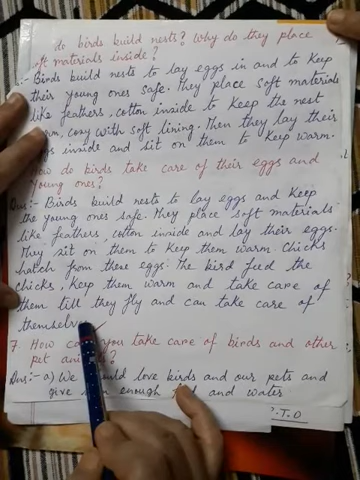 do birds build nests? Why do they place
soft materials inside?
:- Birds build nests to lay eggs in and to keep
their young ones safe. They place soft materials
like feathers, cotton inside to keep the nest
warm, cosy with soft lining. Then they lay their
eggs inside and sit on them to keep warm.
How do birds take care of their eggs and
young ones?
Ans:- Birds build nests to lay eggs and keep
the young ones safe. They place soft materials
like feathers, cotton inside and lay their eggs.
They sit on them to keep them warm. Chicks
hatch from these eggs. The bird feed the
chicks, keep them warm and take care of
them till they fly and can take care of
themselves
7 How can you take care of birds and other
pet animals?
Ans:- a) We should love birds and our pets and
give enough and water
P.T.O